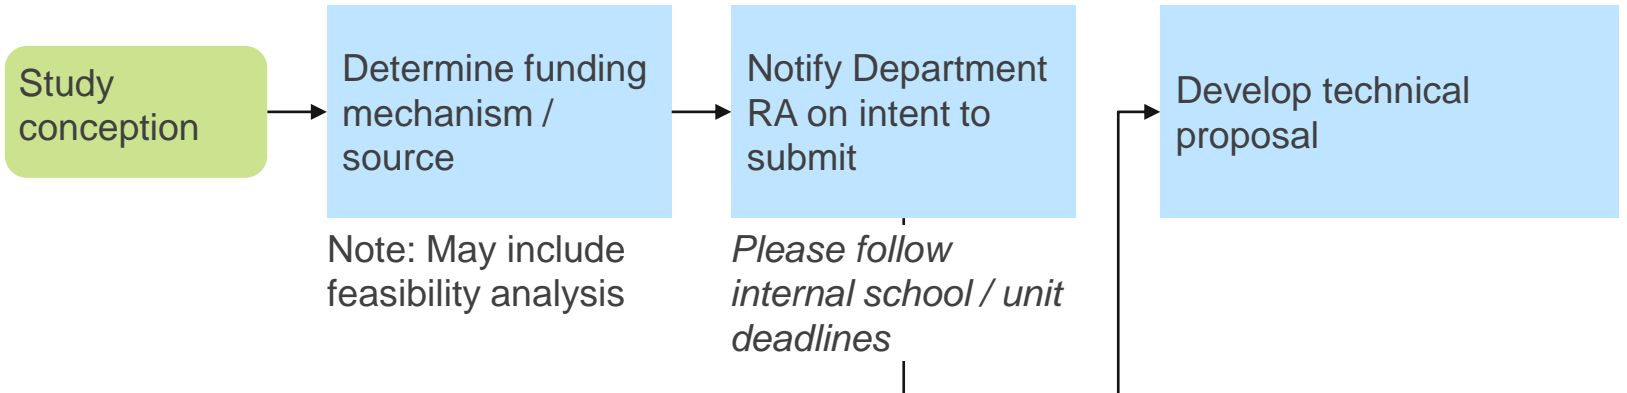 Study
conception
Determine funding
mechanism /
source
Note: May include
feasibility analysis
Notify Department
RA on intent to
submit
Please follow
internal school / unit
deadlines
Develop technical
proposal